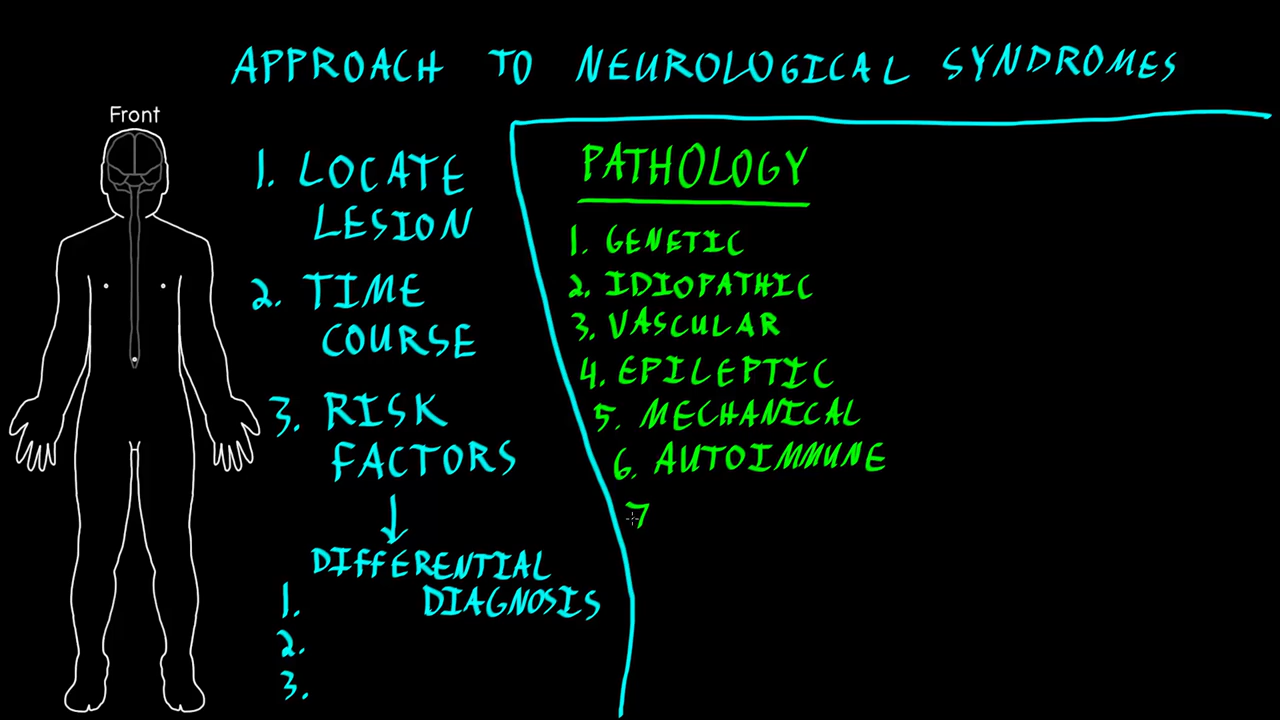 APPROACH TO NEUROLOGICAL SYNDROMES
Front
1. LOCATE
LESION
2. TIME
COURSE
3. RISK
FACTORS
DIFFERENTIAL
DIAGNOSIS
1.
2.
3.
PATHOLOGY
1. GENETIC
2. IDIOPATHIC
3. VASCULAR
4. EPILEPTIC
5. MECHANICAL
6. AUTOIMMUNE
7